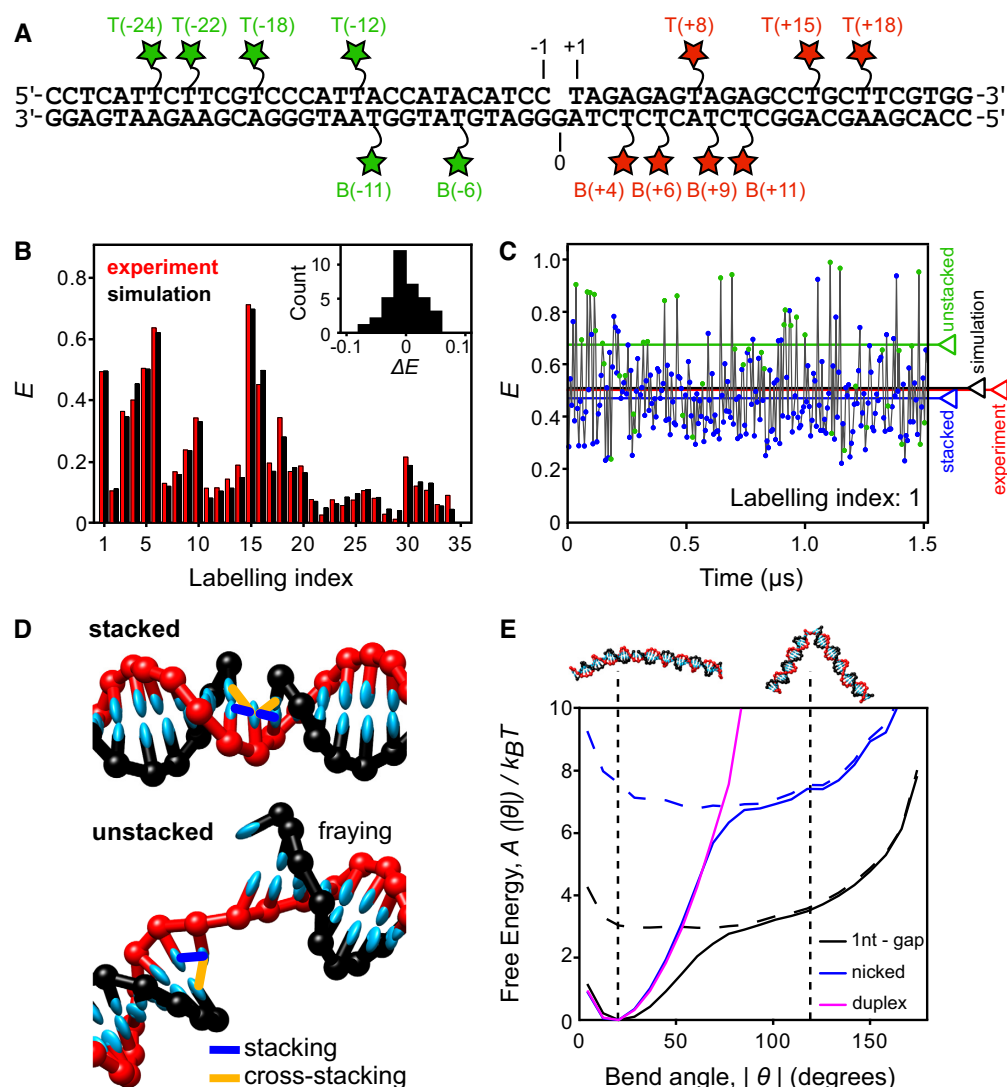 A
T(-24) T(-22) T(-18) T(-12) T(+8) T(+15) T(+18)
-1 +1
5'-CCTCATTCTTCGTCCCATTACCATACATCC TAGAGAGTAGAGCCTGCTTCGTGG-3'
3'-GGAGTAAGAAGCAGGGTAATGGTATGTAGGGATCTCTCATCTCGGACGAAGCACC-5'
0
B(-11) B(-6) B(+4) B(+6) B(+9) B(+11)
B
experiment
simulation
E
0.8
0.6
0.4
0.2
0
1 5 10 15 20 25 30 35
Labelling index
Count
10
5
0
-0.1 0 0.1
ΔE
C
E
1.0
0.8
0.6
0.4
0.2
0
Labelling index: 1
0 0.5 1.0 1.5
Time (μs)
unstacked
simulation
stacked
experiment
D
stacked
unstacked
fraying
stacking
cross-stacking
E
Free Energy, A (|θ|) / kBT
10
8
6
4
2
0
1nt - gap
nicked
duplex
0 50 100 150
Bend angle, | θ | (degrees)